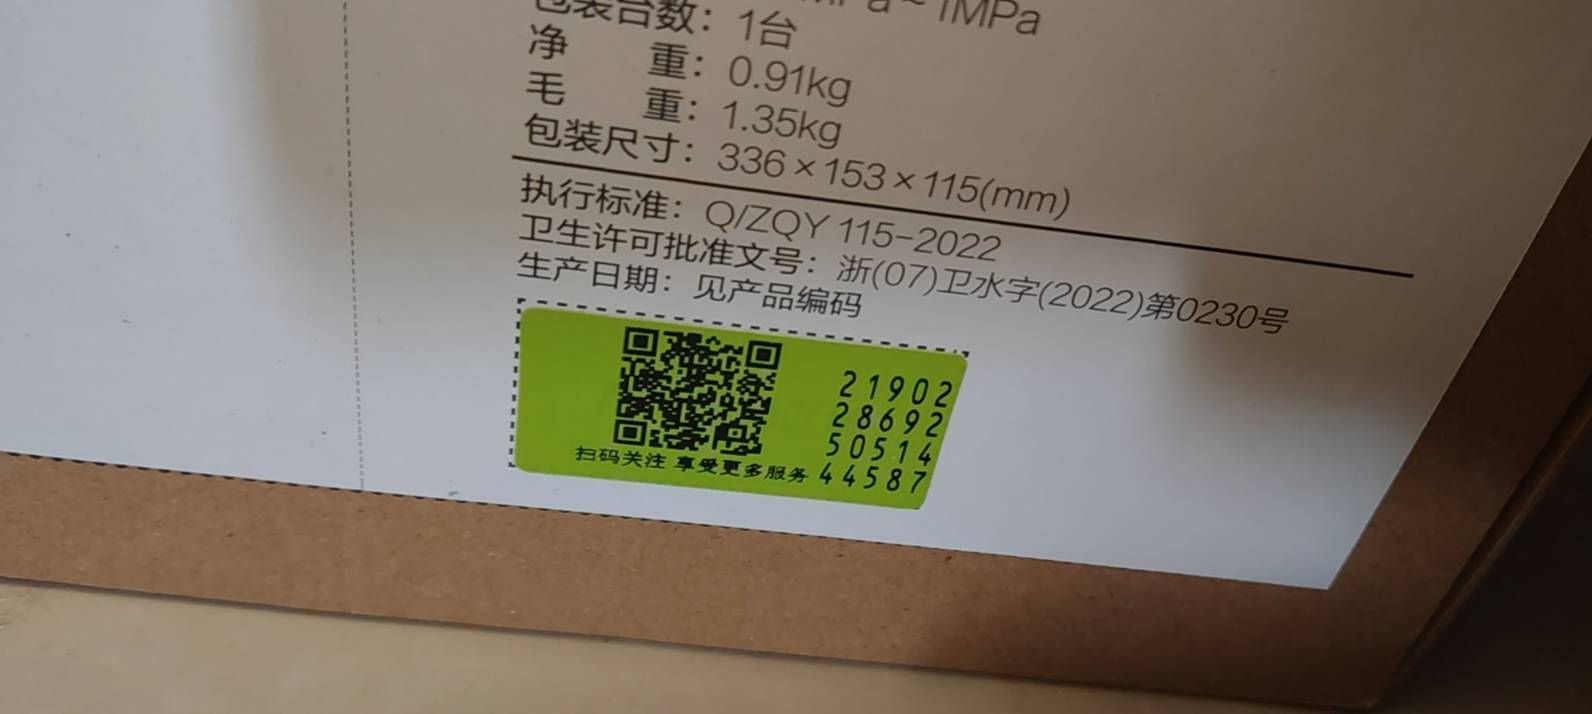 MPa~1MPa
包装台数：1台
净重：0.91kg
毛重：1.35kg
包装尺寸：336×153×115(mm)
执行标准：Q/ZQY 115-2022
卫生许可批准文号：浙(07)卫水字(2022)第0230号
生产日期：见产品编码
21902
28692
50514
44587
扫码关注 享受更多服务